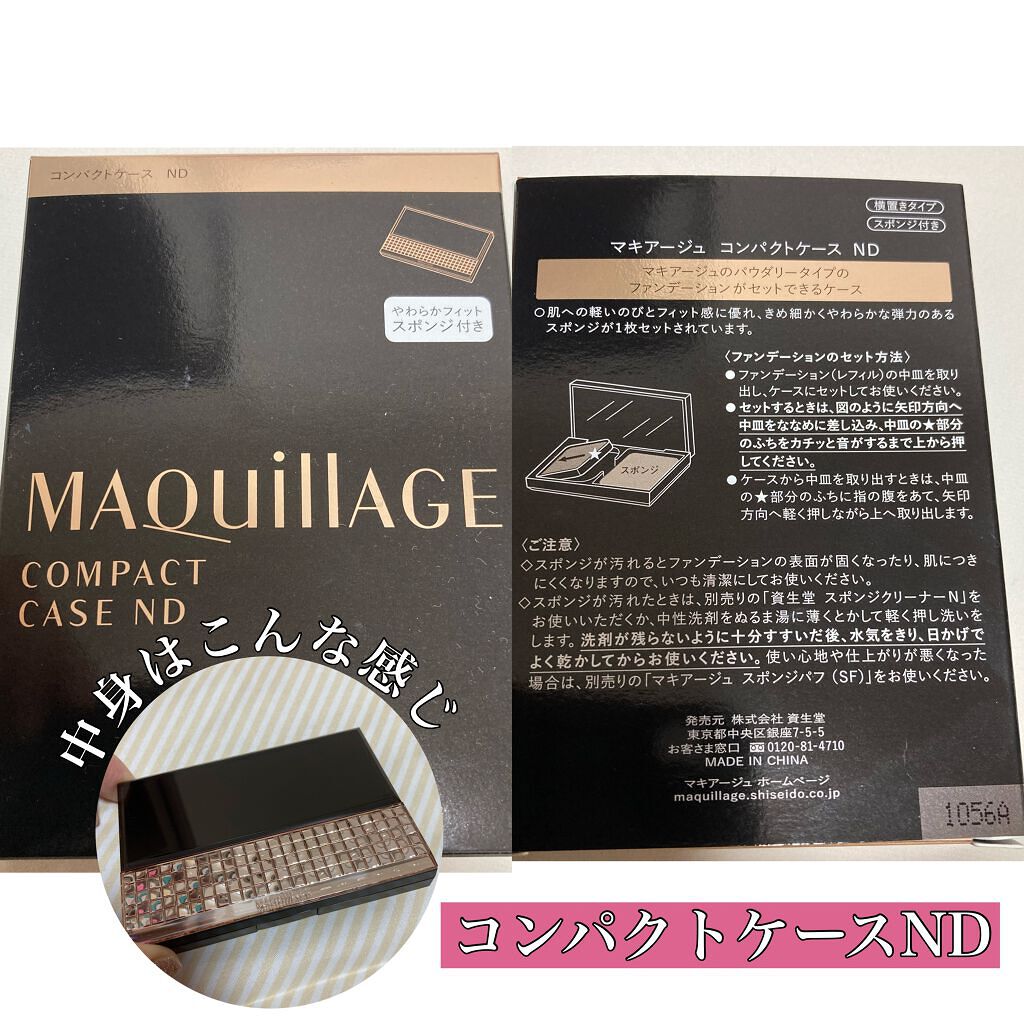 コンパクトケース ND
やわらかフィット
スポンジ付き
MAQuillAGE
COMPACT
CASE ND
中身はこんな感じ
横置きタイプ
スポンジ付き
マキアージュ コンパクトケース ND
マキアージュのパウダリータイプの
ファンデーションがセットできるケース
○肌への軽いのびとフィット感に優れ、きめ細かくやわらかな弾力のある
スポンジが1枚セットされています。
〈ファンデーションのセット方法〉
●ファンデーション(レフィル)の中皿を取り
出し、ケースにセットしてお使いください。
●セットするときは、図のように矢印方向へ
中皿をななめに差し込み、中皿の★部分
のふちをカチッと音がするまで上から押
してください。
●ケースから中皿を取り出すときは、中皿
の★部分のふちに指の腹をあて、矢印
方向へ軽く押しながら上へ取り出します。
スポンジ
〈ご注意〉
◇スポンジが汚れるとファンデーションの表面が固くなったり、肌につき
にくくなりますので、いつも清潔にしてお使いください。
◇スポンジが汚れたときは、別売りの「資生堂 スポンジクリーナーN」を
お使いいただくか、中性洗剤をぬるま湯に薄くとかして軽く押し洗いを
します。洗剤が残らないように十分すすいだ後、水気をきり、日かげで
よく乾かしてからお使いください。使い心地や仕上がりが悪くなった
場合は、別売りの「マキアージュ スポンジパフ (SF)」をお使いください。
発売元 株式会社 資生堂
東京都中央区銀座7-5-5
お客さま窓口 0120-81-4710
MADE IN CHINA
マキアージュ ホームページ
maquillage.shiseido.co.jp
1056A
コンパクトケースND